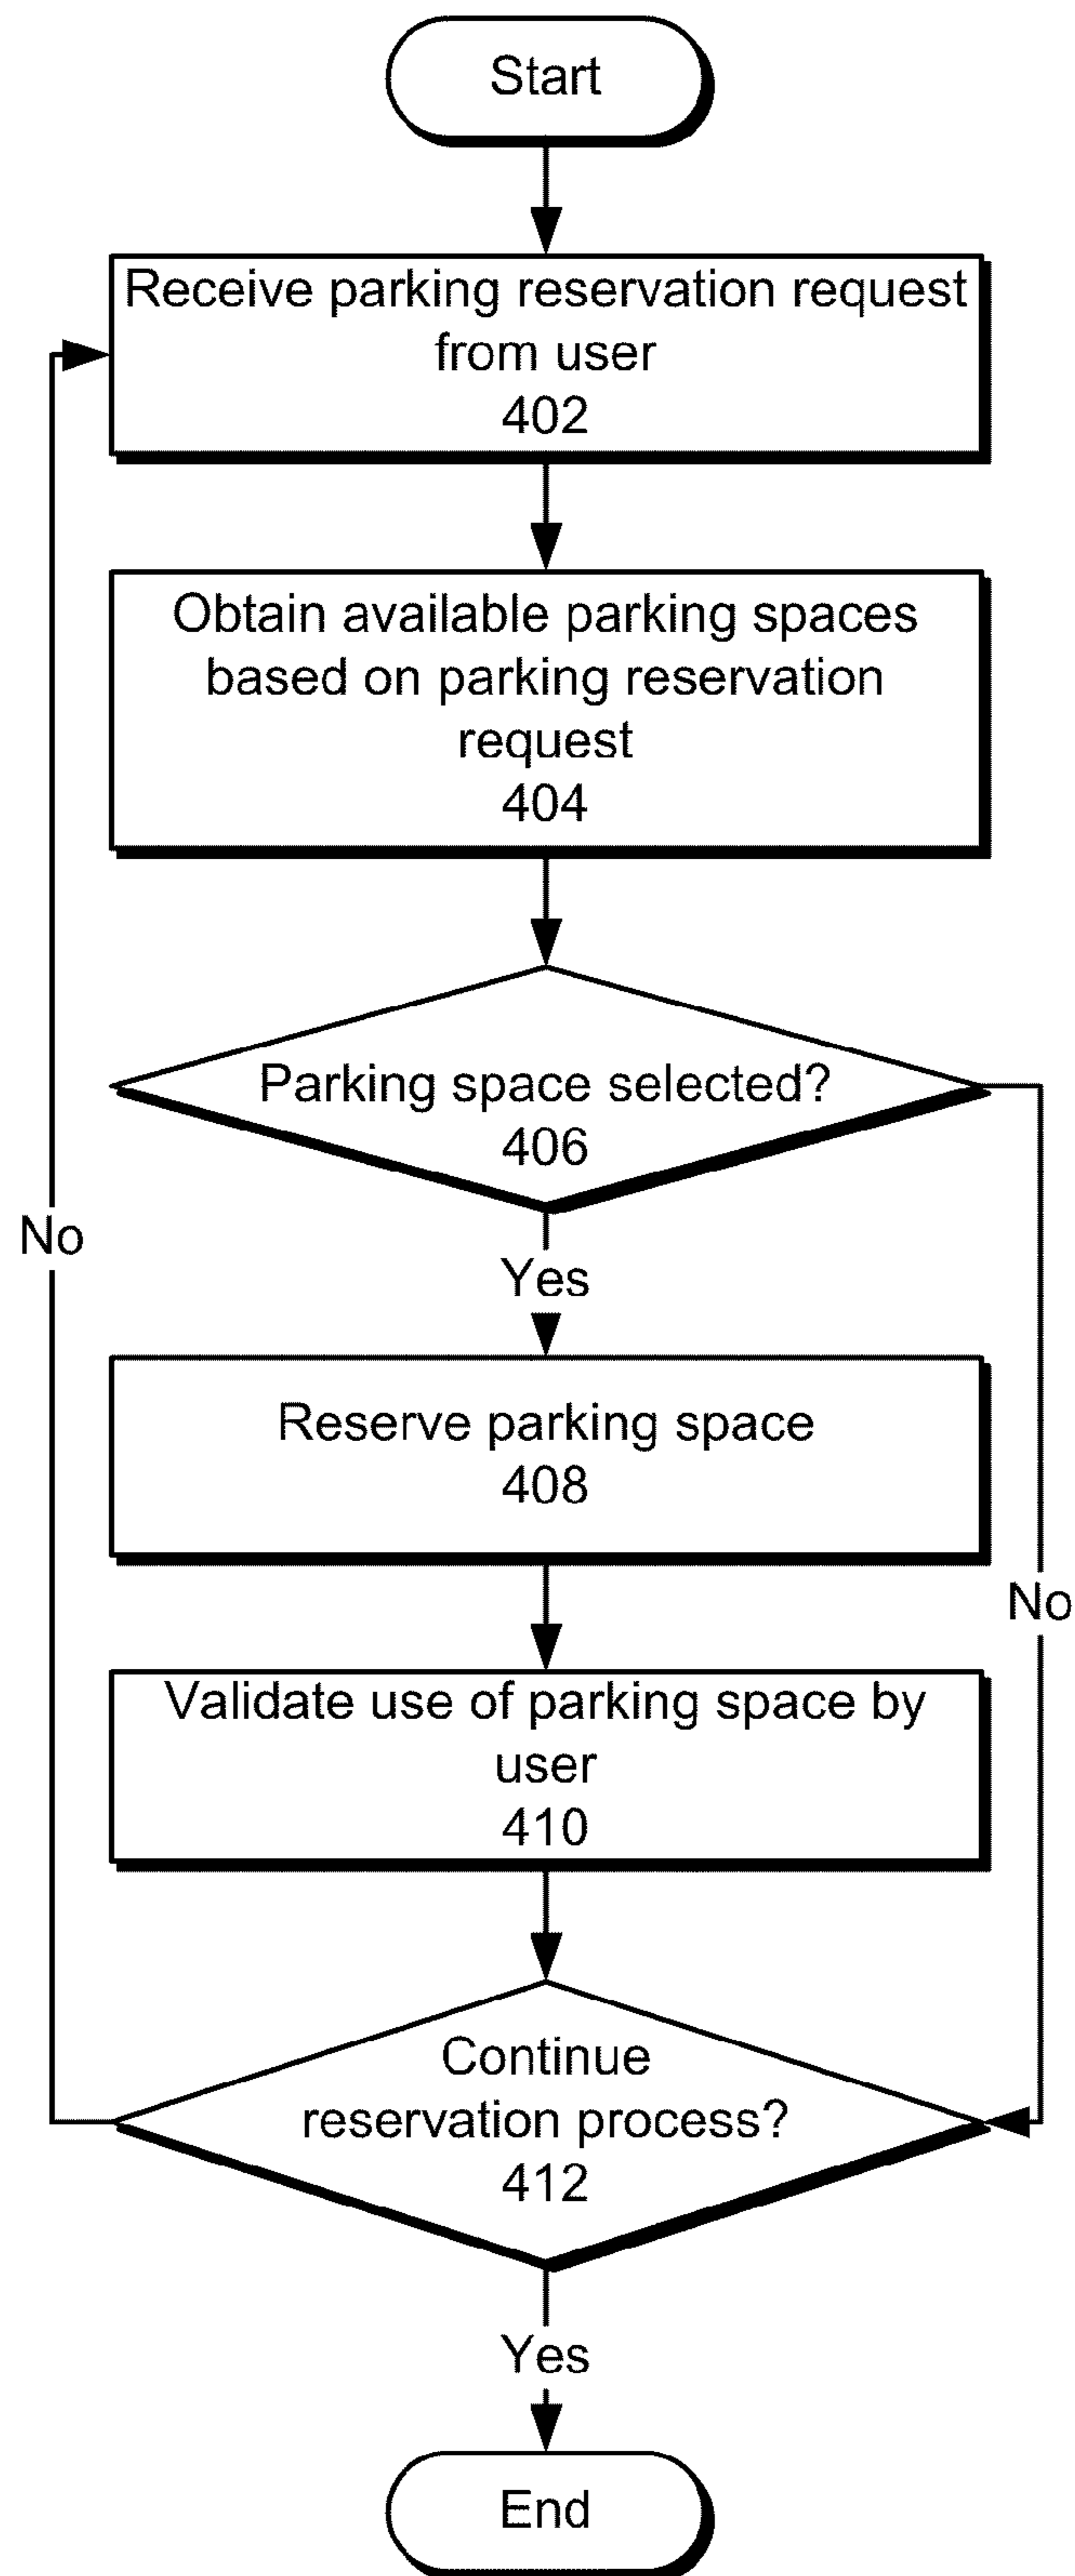 Start
Receive parking reservation request
from user
402
Obtain available parking spaces
based on parking reservation
request
404
Parking space selected?
406
No
Yes
Reserve parking space
408
No
Validate use of parking space by
user
410
Continue
reservation process?
412
Yes
End